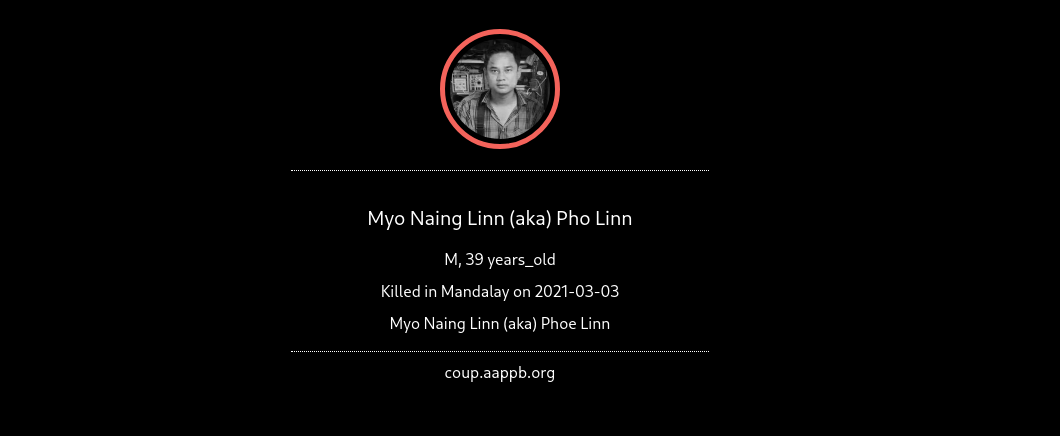 Myo Naing Linn (aka) Pho Linn
M, 39 years_old
Killed in Mandalay on 2021-03-03
Myo Naing Linn (aka) Phoe Linn
coup.aappb.org